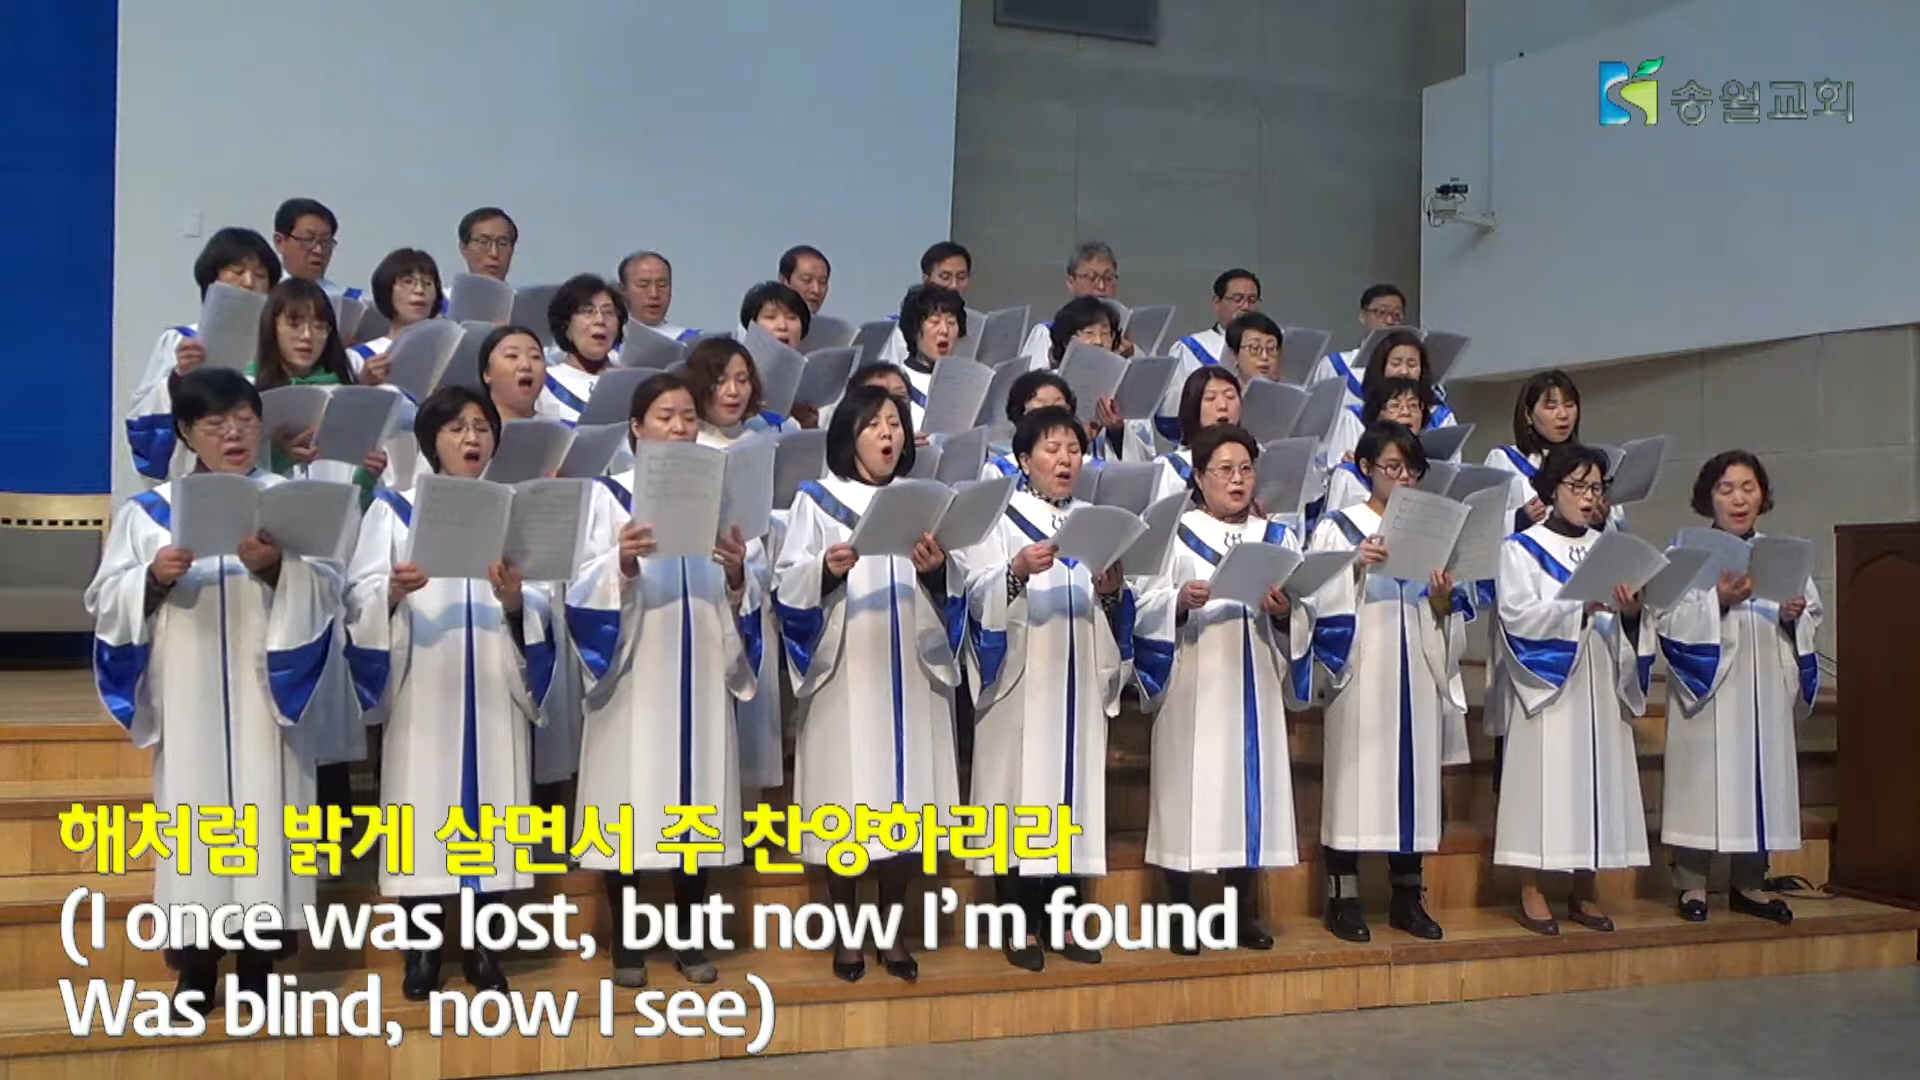 송월교회
해처럼 밝게 살면서 주 찬양하리라
(I once was lost, but now I'm found
Was blind, now I see)